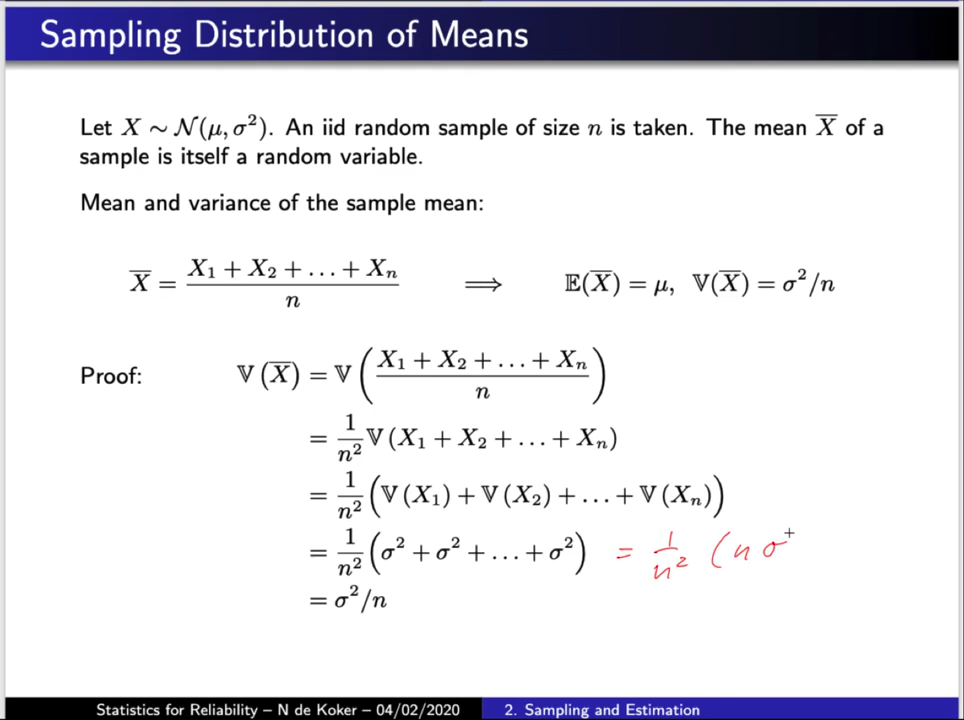 Sampling Distribution of Means
Let X ∼ N(μ, σ²). An iid random sample of size n is taken. The mean X̅ of a
sample is itself a random variable.
Mean and variance of the sample mean:
X̅ = (X₁ + X₂ + … + Xₙ)/n ⟹ 𝔼(X̅) = μ, 𝕍(X̅) = σ²/n
Proof: 𝕍(X̅) = 𝕍((X₁ + X₂ + … + Xₙ)/n)
= 1/n² 𝕍(X₁ + X₂ + … + Xₙ)
= 1/n² (𝕍(X₁) + 𝕍(X₂) + … + 𝕍(Xₙ))
= 1/n² (σ² + σ² + … + σ²) = 1/n² (n σ
= σ²/n
Statistics for Reliability – N de Koker – 04/02/2020 2. Sampling and Estimation